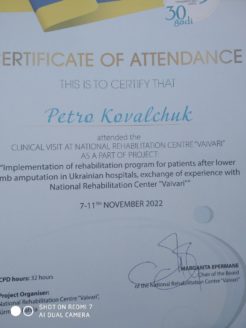 30
gadi
CERTIFICATE OF ATTENDANCE
THIS IS TO CERTIFY THAT
Petro Kovalchuk
attended the
CLINICAL VISIT AT NATIONAL REHABILITATION CENTRE "VAIVARI"
AS A PART OF PROJECT:
"Implementation of rehabilitation program for patients after lower
mb amputation in Ukrainian hospitals, exchange of experience with
National Rehabilitation Center "Vaivari""
7-11th NOVEMBER 2022
CPD hours: 32 hours
MARGARITA EPERMANE
Chair of the Board
of the National Rehabilitation Centre "Vaivari"
Project Organiser:
National Rehabilitation Centre "Vaivari",
SHOT ON REDMI 7
AI DUAL CAMERA